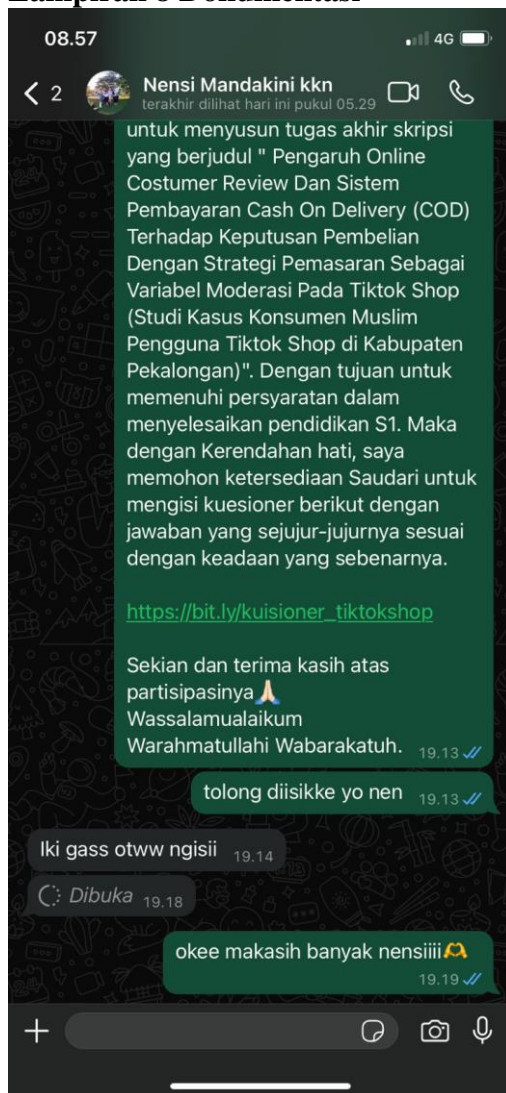 08.57
4G
2
Nensi Mandakini kkn
terakhir dilihat hari ini pukul 05.29
untuk menyusun tugas akhir skripsi
yang berjudul " Pengaruh Online
Costumer Review Dan Sistem
Pembayaran Cash On Delivery (COD)
Terhadap Keputusan Pembelian
Dengan Strategi Pemasaran Sebagai
Variabel Moderasi Pada Tiktok Shop
(Studi Kasus Konsumen Muslim
Pengguna Tiktok Shop di Kabupaten
Pekalongan)". Dengan tujuan untuk
memenuhi persyaratan dalam
menyelesaikan pendidikan S1. Maka
dengan Kerendahan hati, saya
memohon ketersediaan Saudari untuk
mengisi kuesioner berikut dengan
jawaban yang sejujur-jujurnya sesuai
dengan keadaan yang sebenarnya.
https://bit.ly/kuisioner_tiktokshop
Sekian dan terima kasih atas
partisipasinya🙏🏻
Wassalamualaikum
Warahmatullahi Wabarakatuh. 19.13
tolong diisikke yo nen 19.13
Iki gass otww ngisii 19.14
Dibuka 19.18
okee makasih banyak nensiiii🫶
19.19